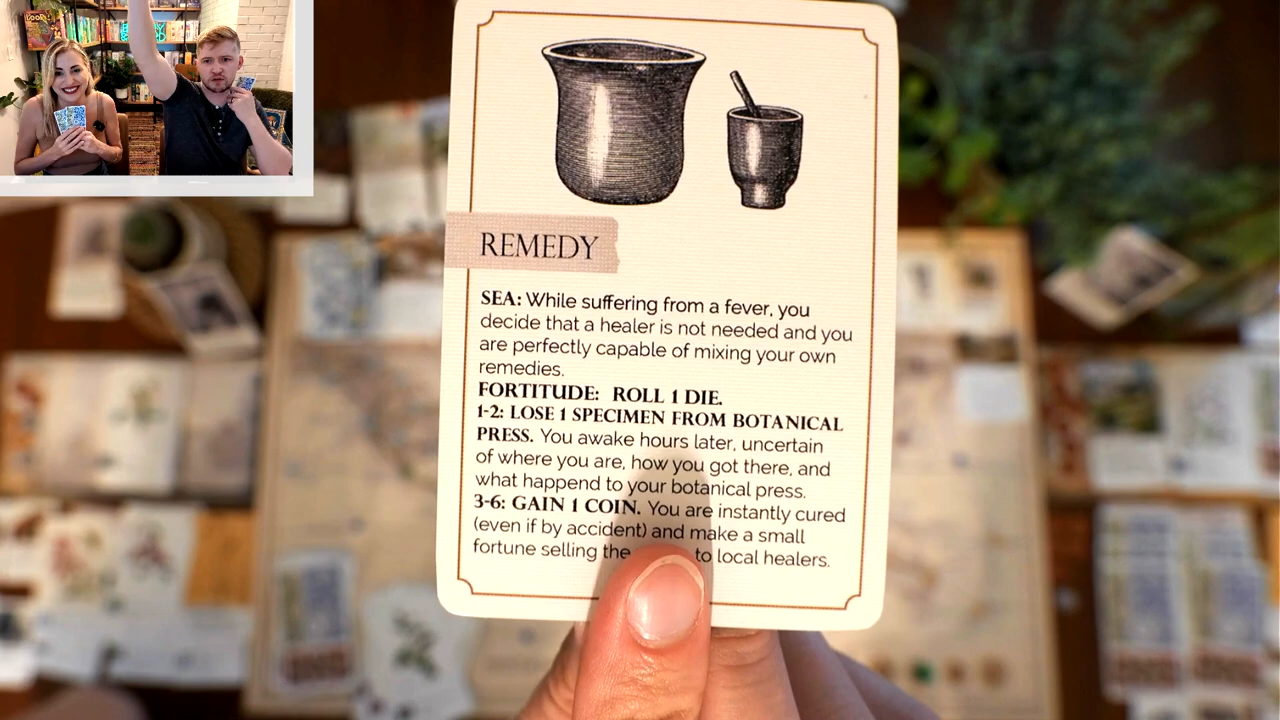 REMEDY
SEA: While suffering from a fever, you
decide that a healer is not needed and you
are perfectly capable of mixing your own
remedies.
FORTITUDE: ROLL 1 DIE.
1-2: LOSE 1 SPECIMEN FROM BOTANICAL
PRESS. You awake hours later, uncertain
of where you are, how you got there, and
what happend to your botanical press.
3-6: GAIN 1 COIN. You are instantly cured
(even if by accident) and make a small
fortune selling the to local healers.